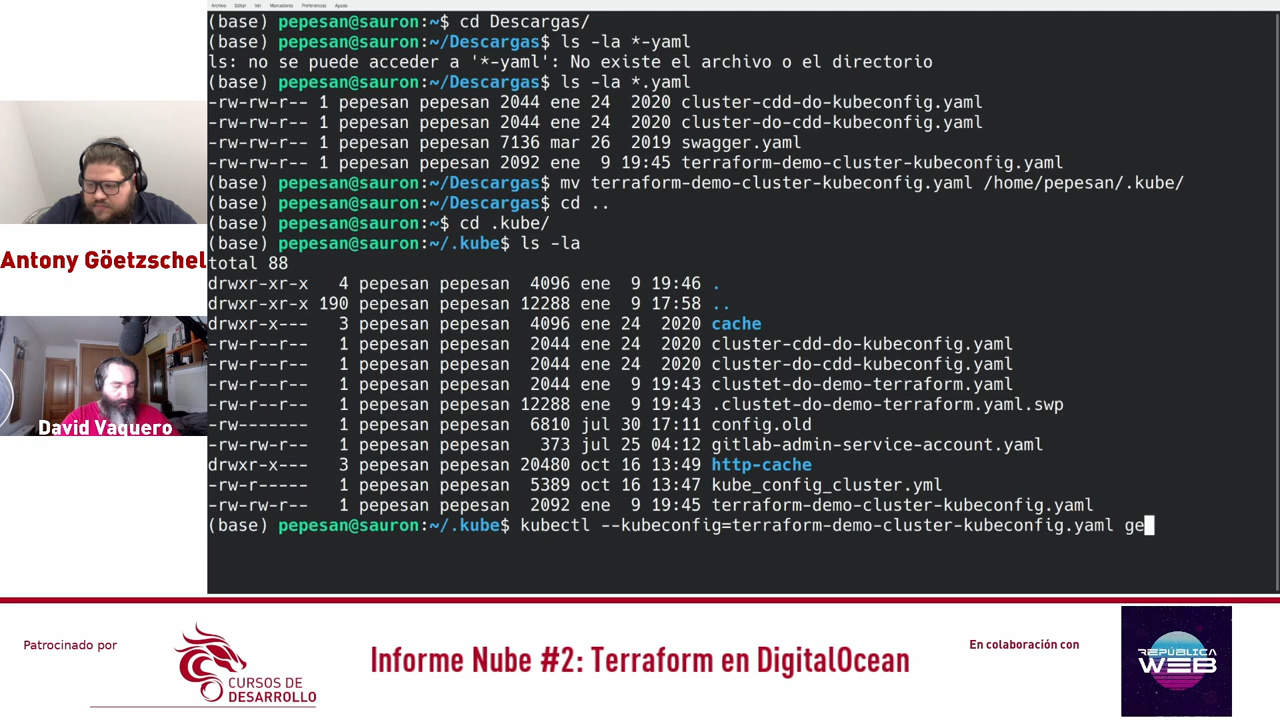 Archivo Editar Ver Marcadores Preferencias Ayuda
(base) pepesan@sauron:~$ cd Descargas/
(base) pepesan@sauron:~/Descargas$ ls -la *-yaml
ls: no se puede acceder a '*-yaml': No existe el archivo o el directorio
(base) pepesan@sauron:~/Descargas$ ls -la *.yaml
-rw-rw-r-- 1 pepesan pepesan 2044 ene 24  2020 cluster-cdd-do-kubeconfig.yaml
-rw-rw-r-- 1 pepesan pepesan 2044 ene 24  2020 cluster-do-cdd-kubeconfig.yaml
-rw-rw-r-- 1 pepesan pepesan 7136 mar 26  2019 swagger.yaml
-rw-rw-r-- 1 pepesan pepesan 2092 ene  9 19:45 terraform-demo-cluster-kubeconfig.yaml
(base) pepesan@sauron:~/Descargas$ mv terraform-demo-cluster-kubeconfig.yaml /home/pepesan/.kube/
(base) pepesan@sauron:~/Descargas$ cd ..
(base) pepesan@sauron:~$ cd .kube/
(base) pepesan@sauron:~/.kube$ ls -la
total 88
drwxr-xr-x   4 pepesan pepesan  4096 ene  9 19:46 .
drwxr-xr-x 190 pepesan pepesan 12288 ene  9 17:58 ..
drwxr-x---   3 pepesan pepesan  4096 ene 24  2020 cache
-rw-r--r--   1 pepesan pepesan  2044 ene 24  2020 cluster-cdd-do-kubeconfig.yaml
-rw-r--r--   1 pepesan pepesan  2044 ene 24  2020 cluster-do-cdd-kubeconfig.yaml
-rw-r--r--   1 pepesan pepesan  2044 ene  9 19:43 clustet-do-demo-terraform.yaml
-rw-r--r--   1 pepesan pepesan 12288 ene  9 19:43 .clustet-do-demo-terraform.yaml.swp
-rw-------   1 pepesan pepesan  6810 jul 30 17:11 config.old
-rw-rw-r--   1 pepesan pepesan   373 jul 25 04:12 gitlab-admin-service-account.yaml
drwxr-x---   3 pepesan pepesan 20480 oct 16 13:49 http-cache
-rw-r-----   1 pepesan pepesan  5389 oct 16 13:47 kube_config_cluster.yml
-rw-rw-r--   1 pepesan pepesan  2092 ene  9 19:45 terraform-demo-cluster-kubeconfig.yaml
(base) pepesan@sauron:~/.kube$ kubectl --kubeconfig=terraform-demo-cluster-kubeconfig.yaml ge
Antony Göetzschel
David Vaquero
Patrocinado por
CURSOS DE
DESARROLLO
Informe Nube #2: Terraform en DigitalOcean
En colaboración con
REPÚBLICA
WEB